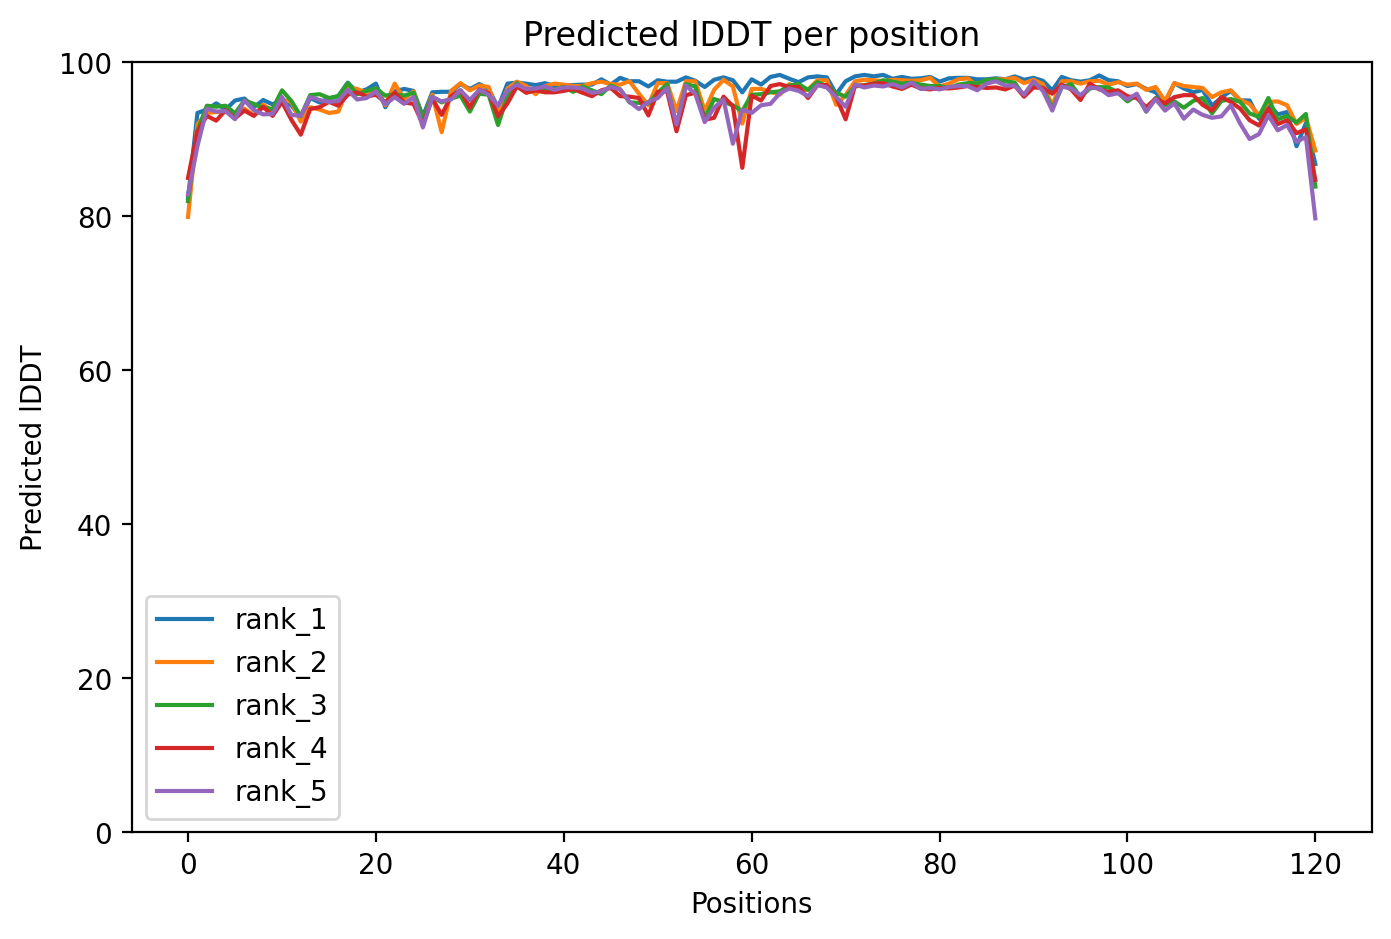 Predicted lDDT per position
100
80
60
40
20
0
Predicted lDDT
rank_1
rank_2
rank_3
rank_4
rank_5
0 20 40 60 80 100 120
Positions